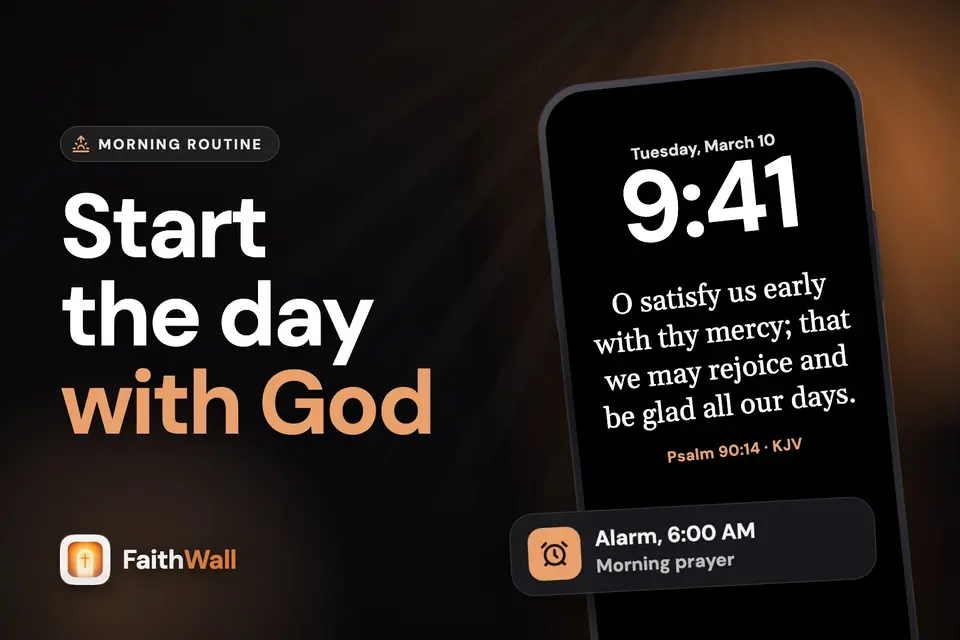 MORNING ROUTINE
Start
the day
with God
FaithWall
Tuesday, March 10
9:41
O satisfy us early
with thy mercy; that
we may rejoice and
be glad all our days.
Psalm 90:14 · KJV
Alarm, 6:00 AM
Morning prayer